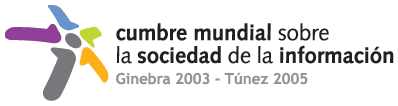 cumbre mundial sobre
la sociedad de la información
Ginebra 2003 - Túnez 2005